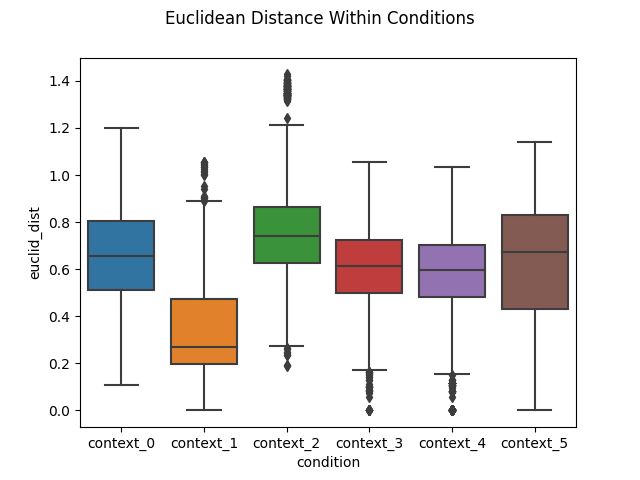 Euclidean Distance Within Conditions
1.4
1.2
1.0
0.8
0.6
0.4
0.2
0.0
euclid_dist
context_0 context_1 context_2 context_3 context_4 context_5
condition